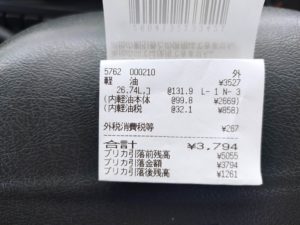 5762 000210 外
軽 油 ¥3527
26.74L @131.9 L- 1 N- 3
(内軽油本体 @99.8 ¥2669)
(内軽油税 @32.1 ¥858)
外税消費税等 ¥267
合計 ¥3,794
プリカ引落前残高 ¥5055
プリカ引落金額 ¥3794
プリカ引落後残高 ¥1261